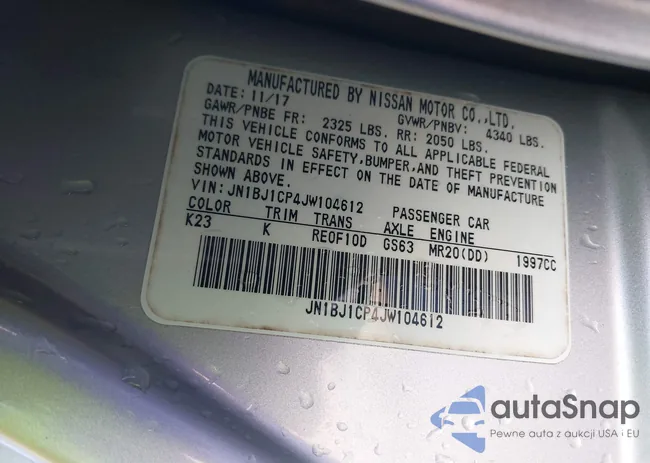 MANUFACTURED BY NISSAN MOTOR CO.,LTD.
DATE: 11/17 GVWR/PNBV: 4340 LBS.
GAWR/PNBE FR: 2325 LBS. RR: 2050 LBS.
THIS VEHICLE CONFORMS TO ALL APPLICABLE FEDERAL
MOTOR VEHICLE SAFETY,BUMPER,AND THEFT PREVENTION
STANDARDS IN EFFECT ON THE DATE OF MANUFACTURE
VIN: JN1BJ1CP4JW104612 PASSENGER CAR
COLOR TRIM TRANS AXLE ENGINE
K23 K RE0F10D GS63 MR20(DD) 1997CC
JN1BJ1CP4JW104612
autaSnap
Pewne auta z aukcji USA i EU